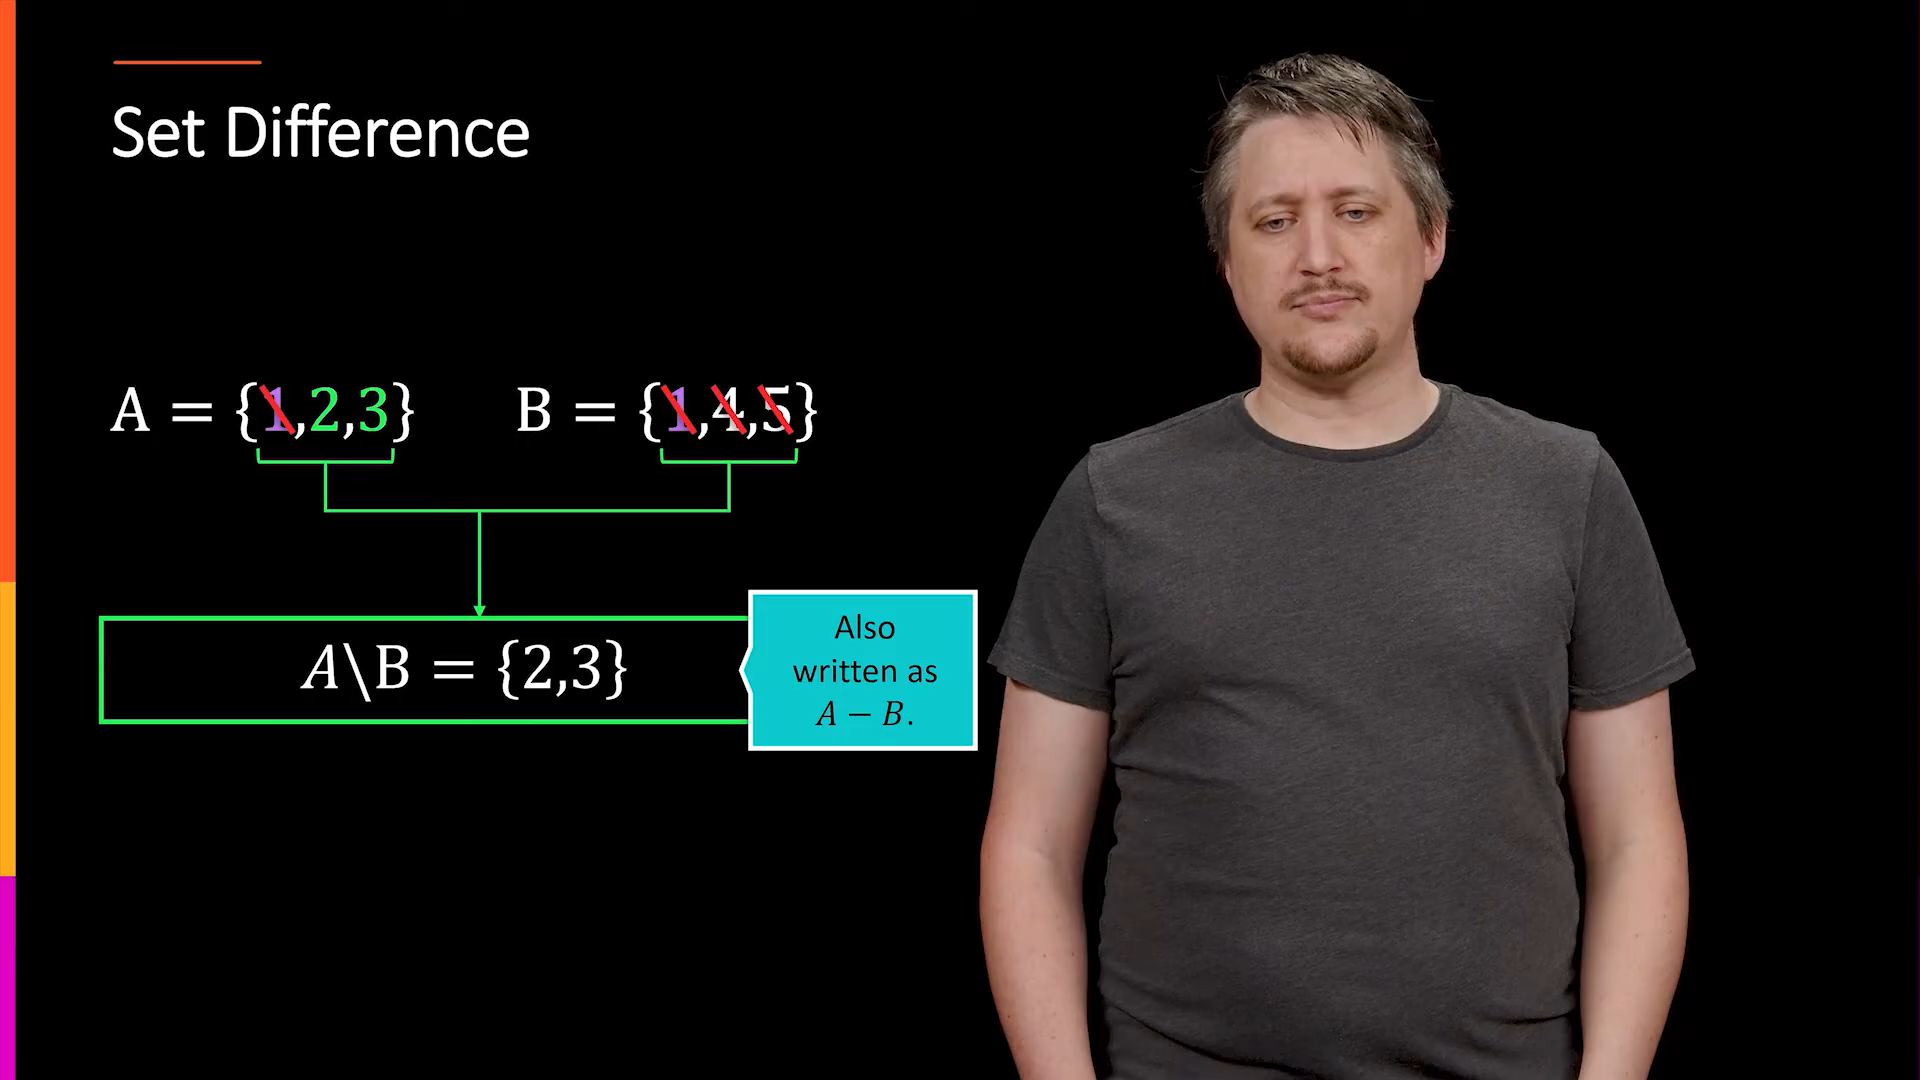 Set Difference
A = {1,2,3} B = {1,4,5}
A\B = {2,3}
Also
written as
A − B.